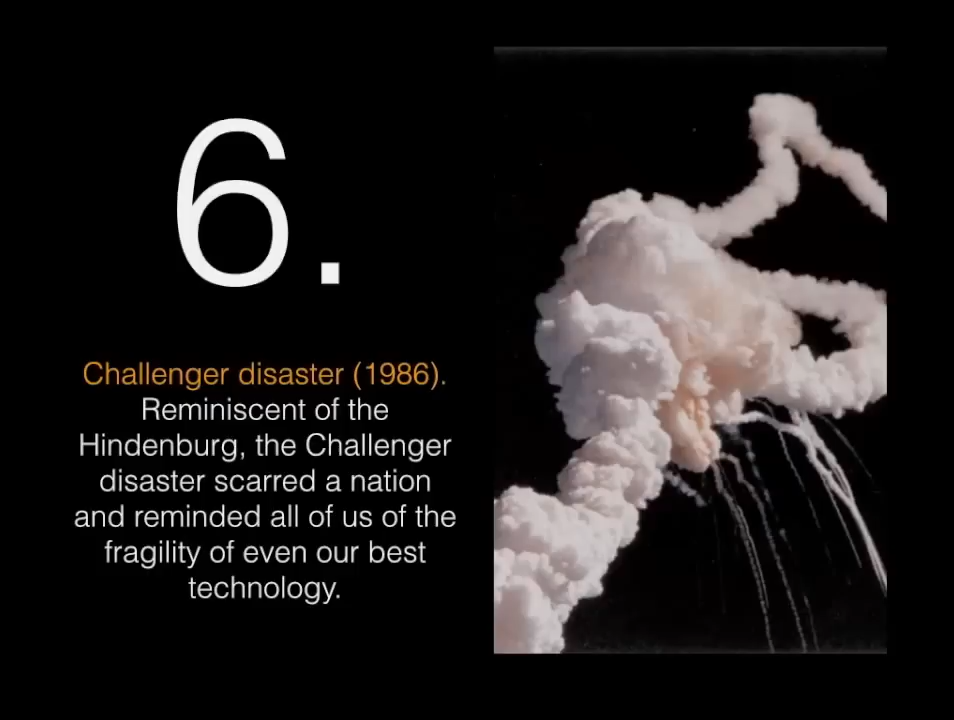 6.
Challenger disaster (1986).
Reminiscent of the
Hindenburg, the Challenger
disaster scarred a nation
and reminded all of us of the
fragility of even our best
technology.